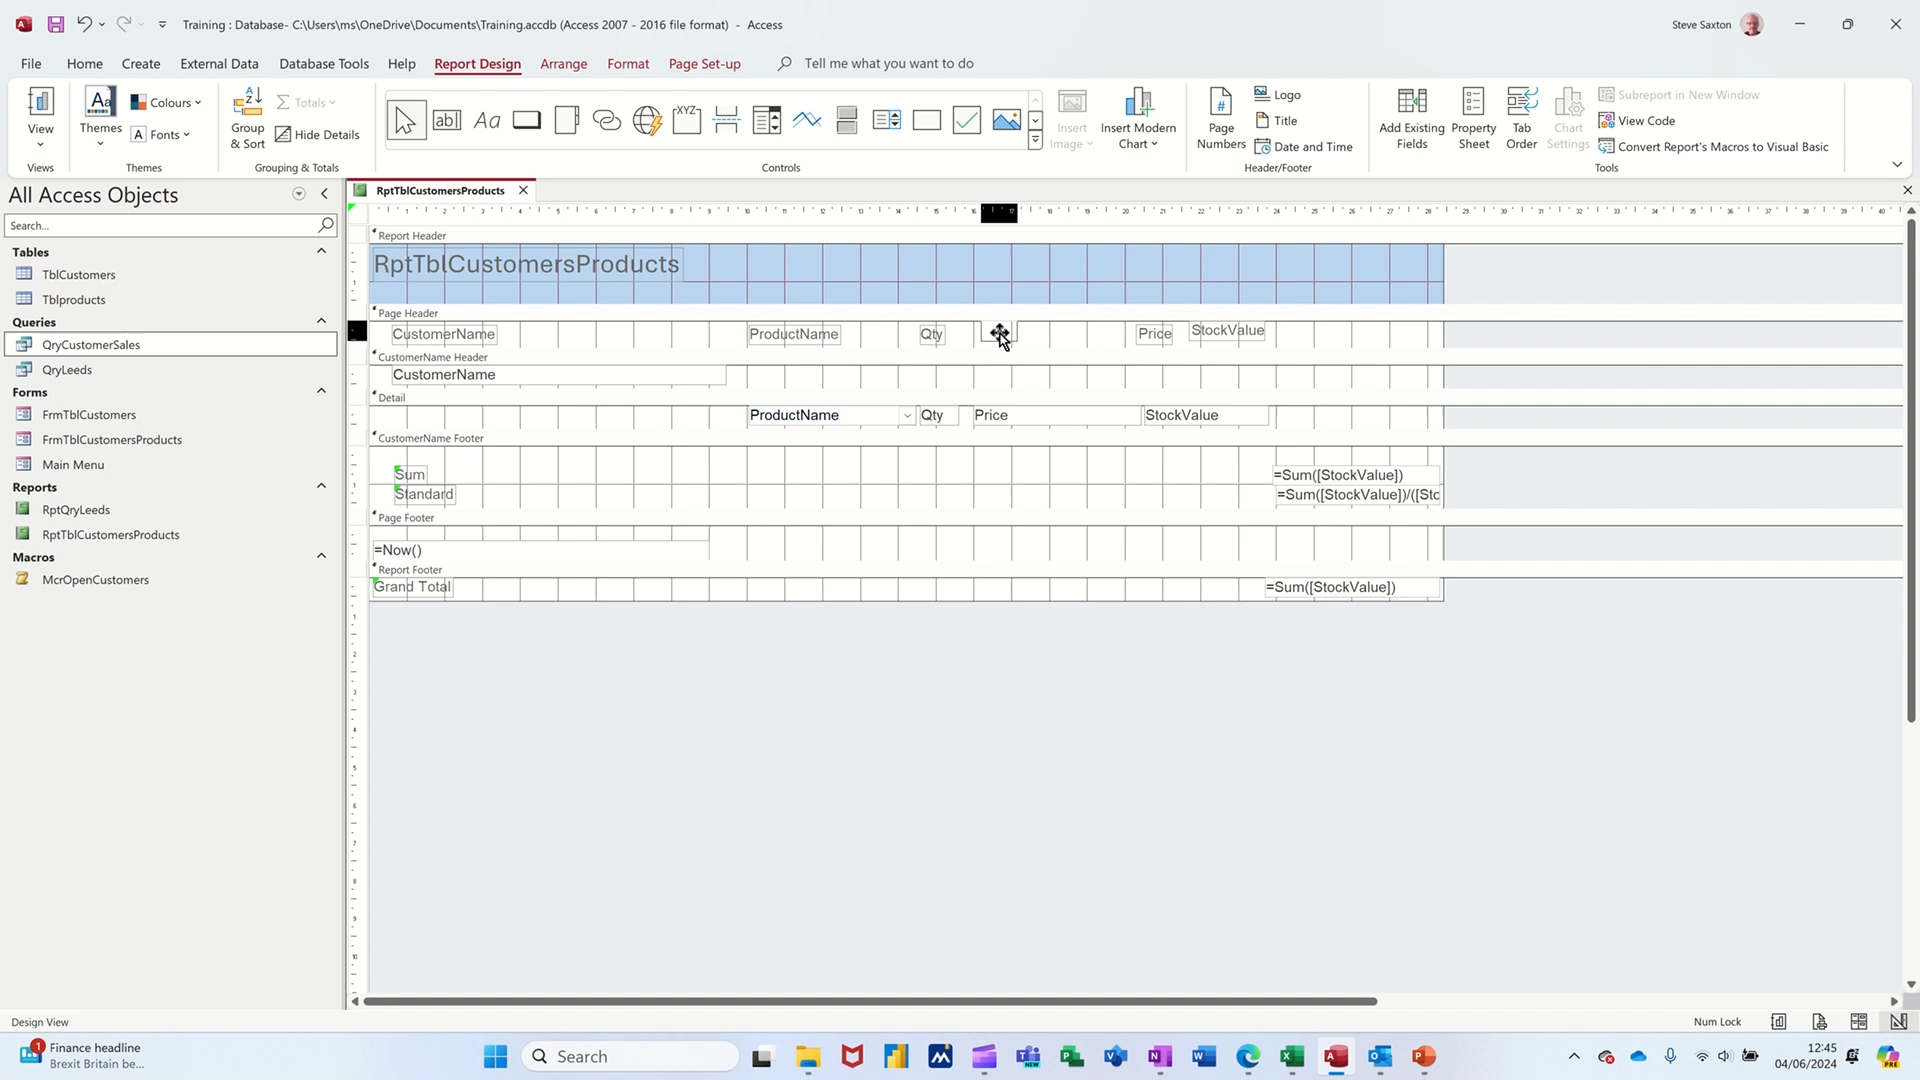 Training : Database- C:\Users\ms\OneDrive\Documents\Training.accdb (Access 2007 - 2016 file format) - Access
Steve Saxton
File Home Create External Data Database Tools Help Report Design Arrange Format Page Set-up Tell me what you want to do
View
Views
Aa
Themes
Colours
A Fonts
Themes
Group & Sort
Totals
Hide Details
Grouping & Totals
ab
Aa
XYZ
Controls
Insert Image
Insert Modern Chart
Page Numbers
Logo
Title
Date and Time
Header/Footer
Add Existing Fields
Property Sheet
Tab Order
Chart Settings
Subreport in New Window
View Code
Convert Report's Macros to Visual Basic
Tools
All Access Objects
Search...
Tables
TblCustomers
Tblproducts
Queries
QryCustomerSales
QryLeeds
Forms
FrmTblCustomers
FrmTblCustomersProducts
Main Menu
Reports
RptQryLeeds
RptTblCustomersProducts
Macros
McrOpenCustomers
RptTblCustomersProducts
Report Header
RptTblCustomersProducts
Page Header
CustomerName ProductName Qty Price StockValue
CustomerName Header
CustomerName
Detail
ProductName Qty Price StockValue
CustomerName Footer
Sum =Sum([StockValue])
Standard =Sum([StockValue])/([Stc
Page Footer
=Now()
Report Footer
Grand Total =Sum([StockValue])
Design View
Num Lock
1
Finance headline
Brexit Britain be...
Search
NEW
12:45
04/06/2024
PRE